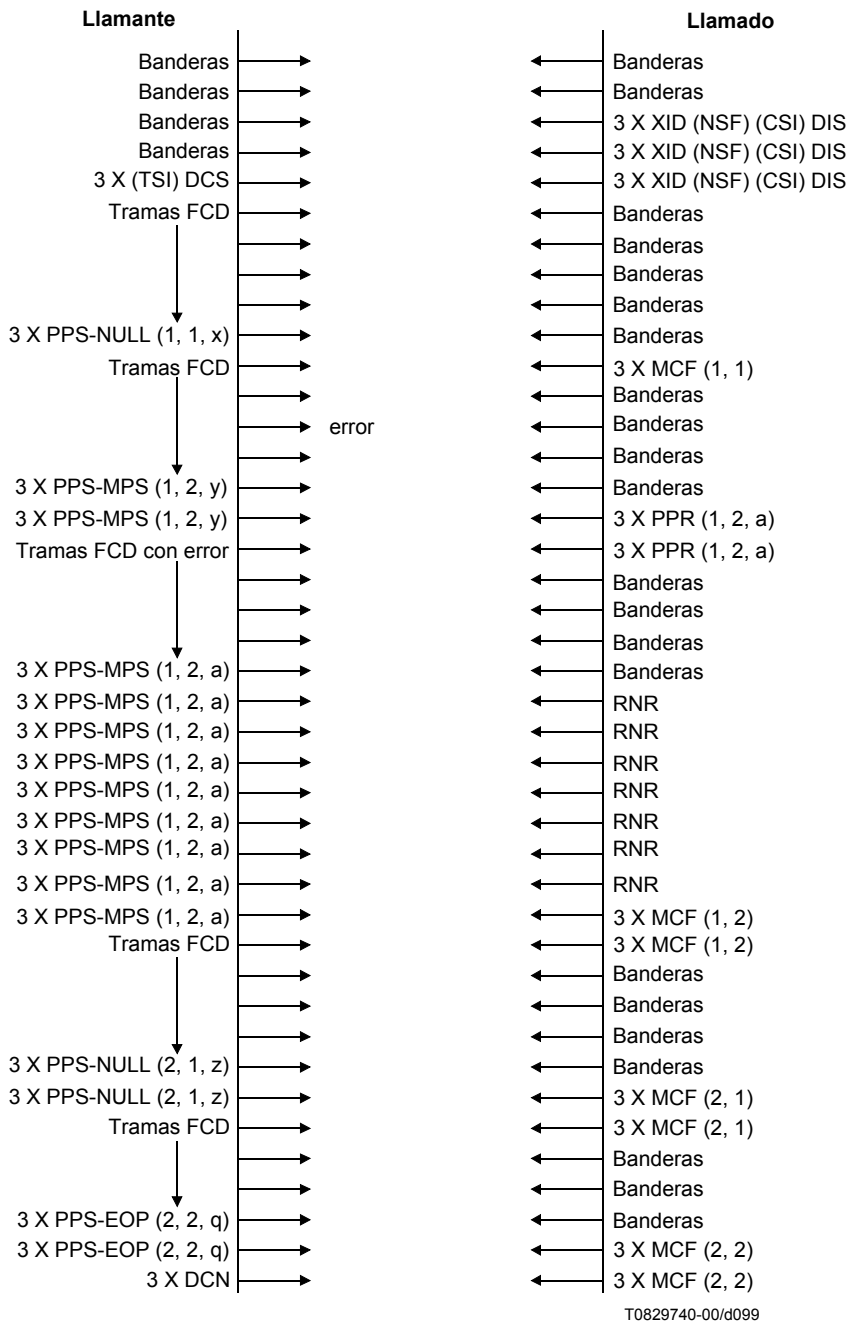 Llamante Llamado
Banderas Banderas
Banderas Banderas
Banderas 3 X XID (NSF) (CSI) DIS
Banderas 3 X XID (NSF) (CSI) DIS
3 X (TSI) DCS 3 X XID (NSF) (CSI) DIS
Tramas FCD Banderas
Banderas
Banderas
Banderas
3 X PPS-NULL (1, 1, x) Banderas
Tramas FCD 3 X MCF (1, 1)
Banderas
error Banderas
Banderas
3 X PPS-MPS (1, 2, y) Banderas
3 X PPS-MPS (1, 2, y) 3 X PPR (1, 2, a)
Tramas FCD con error 3 X PPR (1, 2, a)
Banderas
Banderas
Banderas
3 X PPS-MPS (1, 2, a) Banderas
3 X PPS-MPS (1, 2, a) RNR
3 X PPS-MPS (1, 2, a) RNR
3 X PPS-MPS (1, 2, a) RNR
3 X PPS-MPS (1, 2, a) RNR
3 X PPS-MPS (1, 2, a) RNR
3 X PPS-MPS (1, 2, a) RNR
3 X PPS-MPS (1, 2, a) RNR
3 X PPS-MPS (1, 2, a) 3 X MCF (1, 2)
Tramas FCD 3 X MCF (1, 2)
Banderas
Banderas
Banderas
3 X PPS-NULL (2, 1, z) Banderas
3 X PPS-NULL (2, 1, z) 3 X MCF (2, 1)
Tramas FCD 3 X MCF (2, 1)
Banderas
Banderas
3 X PPS-EOP (2, 2, q) Banderas
3 X PPS-EOP (2, 2, q) 3 X MCF (2, 2)
3 X DCN 3 X MCF (2, 2)
T0829740-00/d099